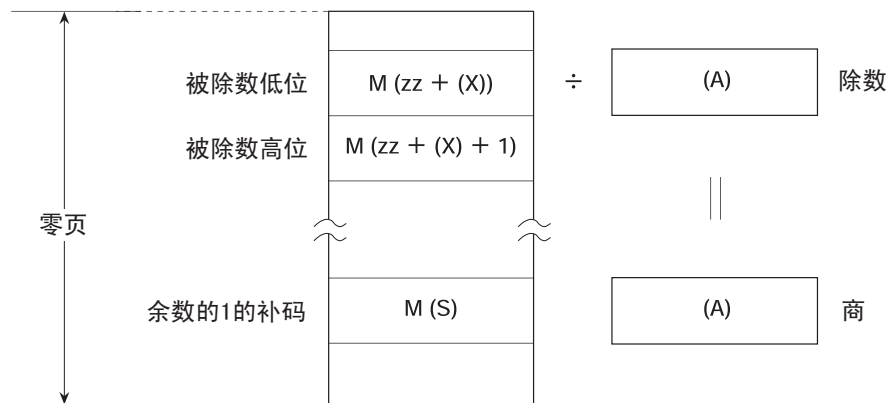 被除数低位 M (zz + (X)) ÷ (A) 除数
被除数高位 M (zz + (X) + 1)
零页
余数的1的补码 M (S) (A) 商